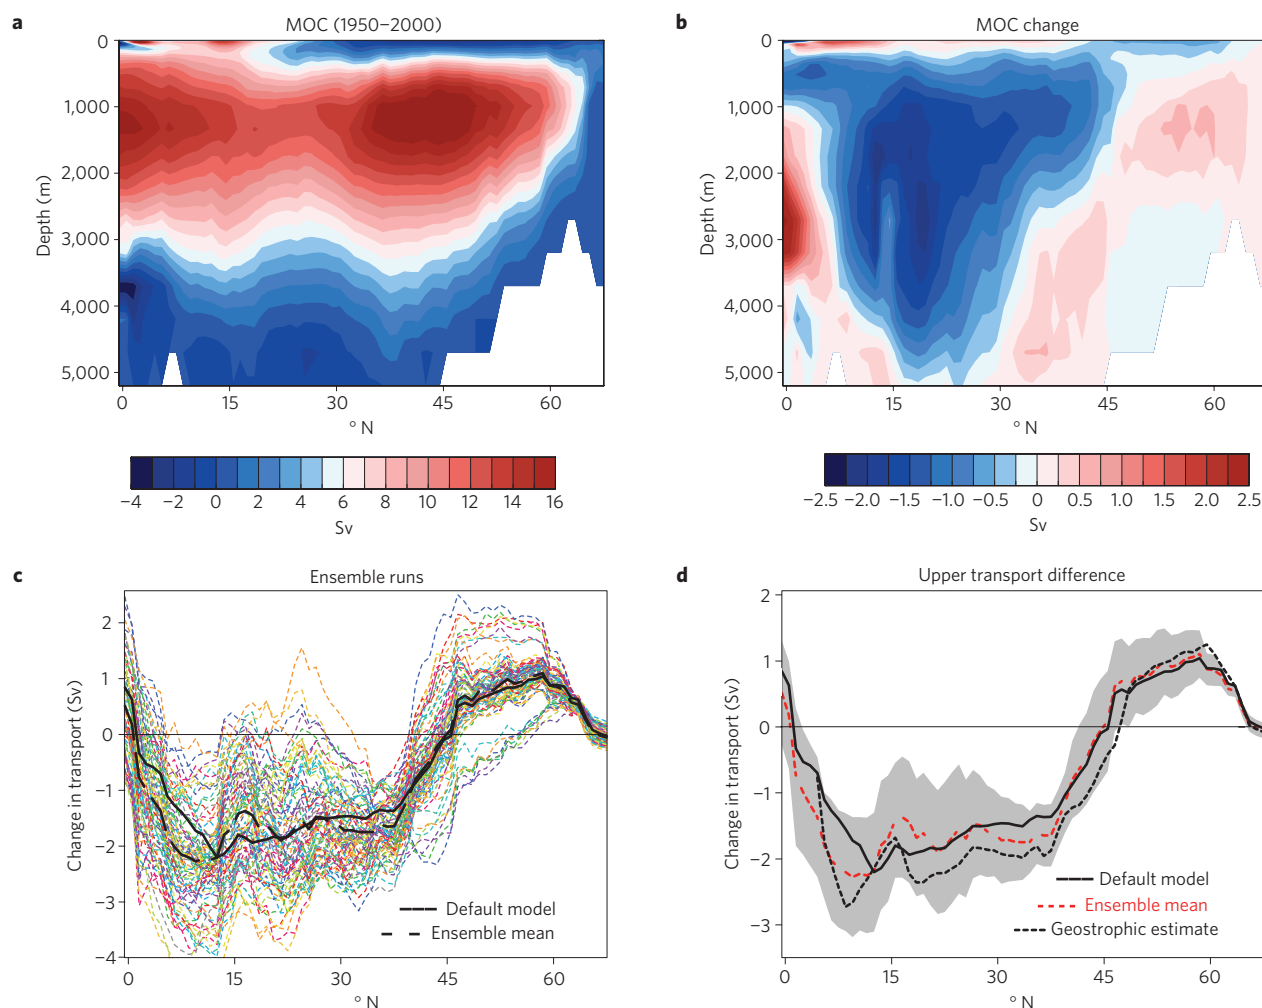 a
MOC (1950–2000)
0
1,000
2,000
3,000
4,000
5,000
Depth (m)
0 15 30 45 60
° N
−4 −2 0 2 4 6 8 10 12 14 16
Sv
b
MOC change
0
1,000
2,000
3,000
4,000
5,000
Depth (m)
0 15 30 45 60
° N
−2.5 −2.0 −1.5 −1.0 −0.5 0 0.5 1.0 1.5 2.0 2.5
Sv
c
Ensemble runs
2
1
0
−1
−2
−3
−4
Change in transport (Sv)
Default model
Ensemble mean
0 15 30 45 60
° N
d
Upper transport difference
2
1
0
−1
−2
−3
Change in transport (Sv)
Default model
Ensemble mean
Geostrophic estimate
0 15 30 45 60
° N